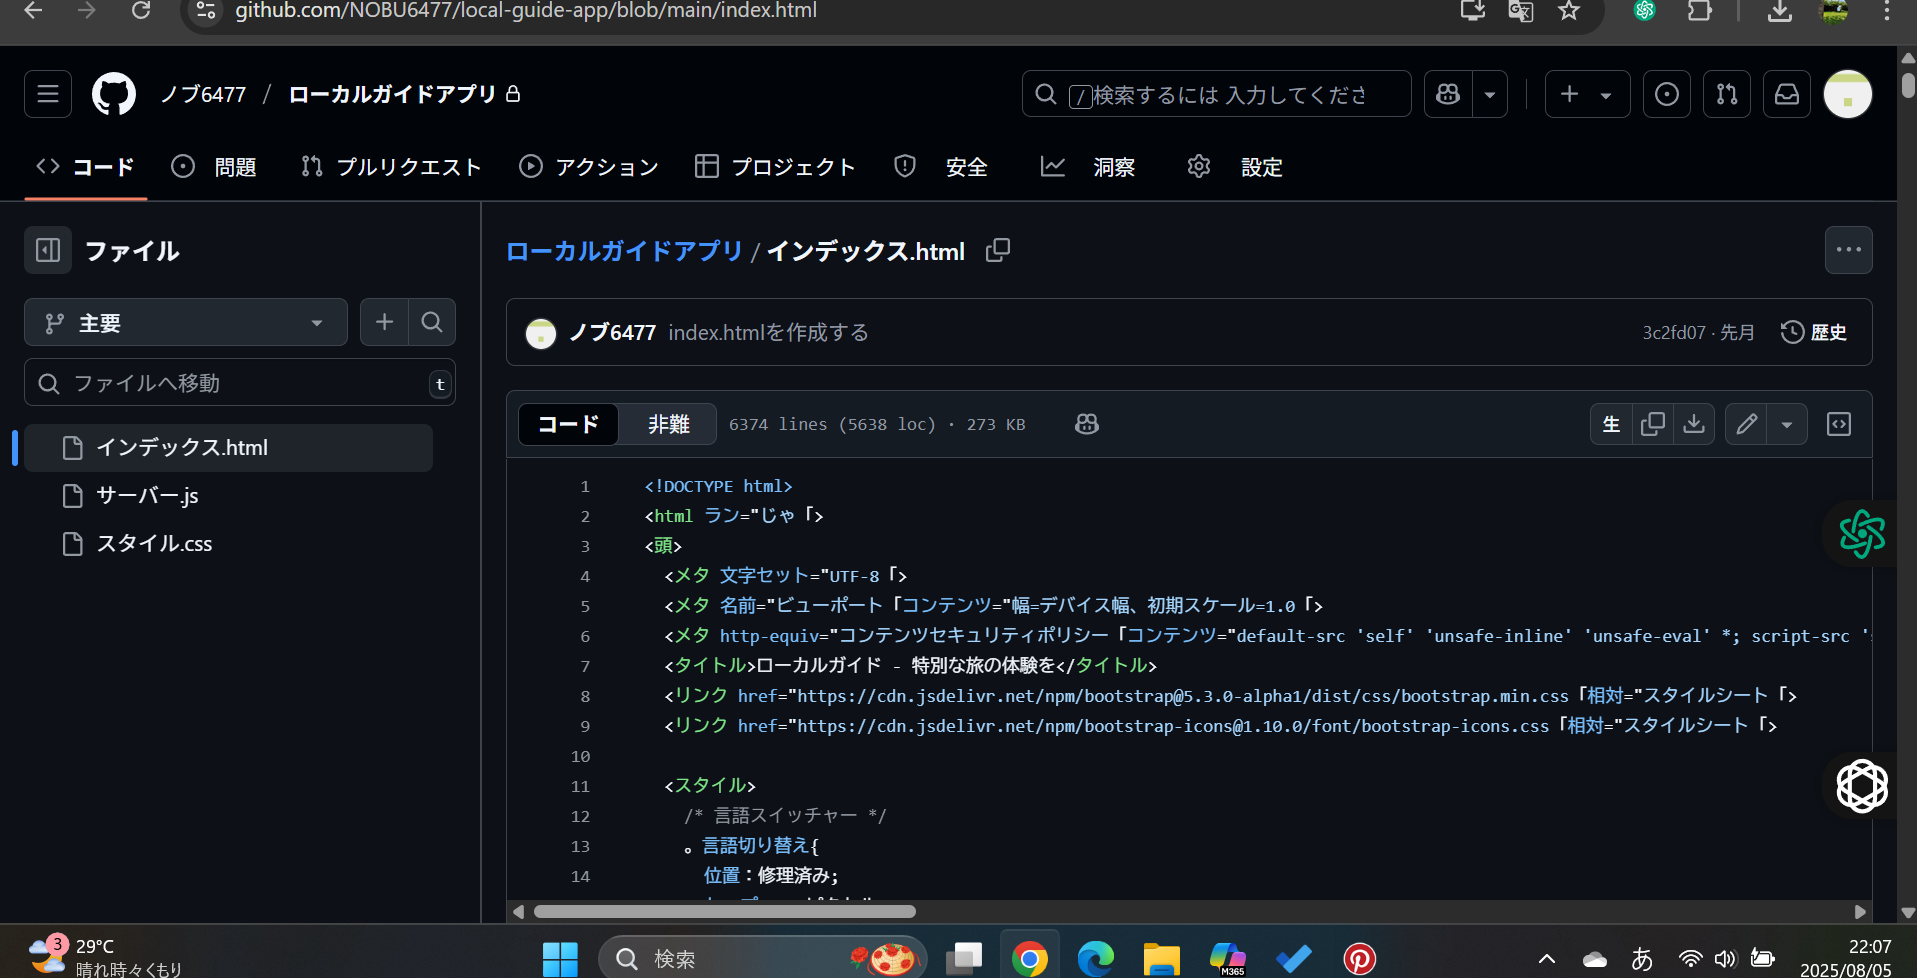 github.com/NOBU6477/local-guide-app/blob/main/index.html
ノブ6477 / ローカルガイドアプリ
/ 検索するには 入力してくださ
コード 問題 プルリクエスト アクション プロジェクト 安全 洞察 設定
ファイル
ローカルガイドアプリ / インデックス.html
主要
ノブ6477 index.htmlを作成する
3c2fd07 · 先月 歴史
ファイルへ移動 t
コード 非難 6374 lines (5638 loc) · 273 KB
生
インデックス.html
サーバー.js
スタイル.css
1 <!DOCTYPE html>
2 <html ラン="じゃ「>
3 <頭>
4 <メタ 文字セット="UTF-8「>
5 <メタ 名前="ビューポート「コンテンツ="幅=デバイス幅、初期スケール=1.0「>
6 <メタ http-equiv="コンテンツセキュリティポリシー「コンテンツ="default-src 'self' 'unsafe-inline' 'unsafe-eval' *; script-src '
7 <タイトル>ローカルガイド - 特別な旅の体験を</タイトル>
8 <リンク href="https://cdn.jsdelivr.net/npm/bootstrap@5.3.0-alpha1/dist/css/bootstrap.min.css「相対="スタイルシート「>
9 <リンク href="https://cdn.jsdelivr.net/npm/bootstrap-icons@1.10.0/font/bootstrap-icons.css「相対="スタイルシート「>
10
11 <スタイル>
12 /* 言語スイッチャー */
13 。言語切り替え{
14 位置：修理済み;
3
29°C
晴れ時々くもり
検索
M365
あ
22:07
2025/08/05